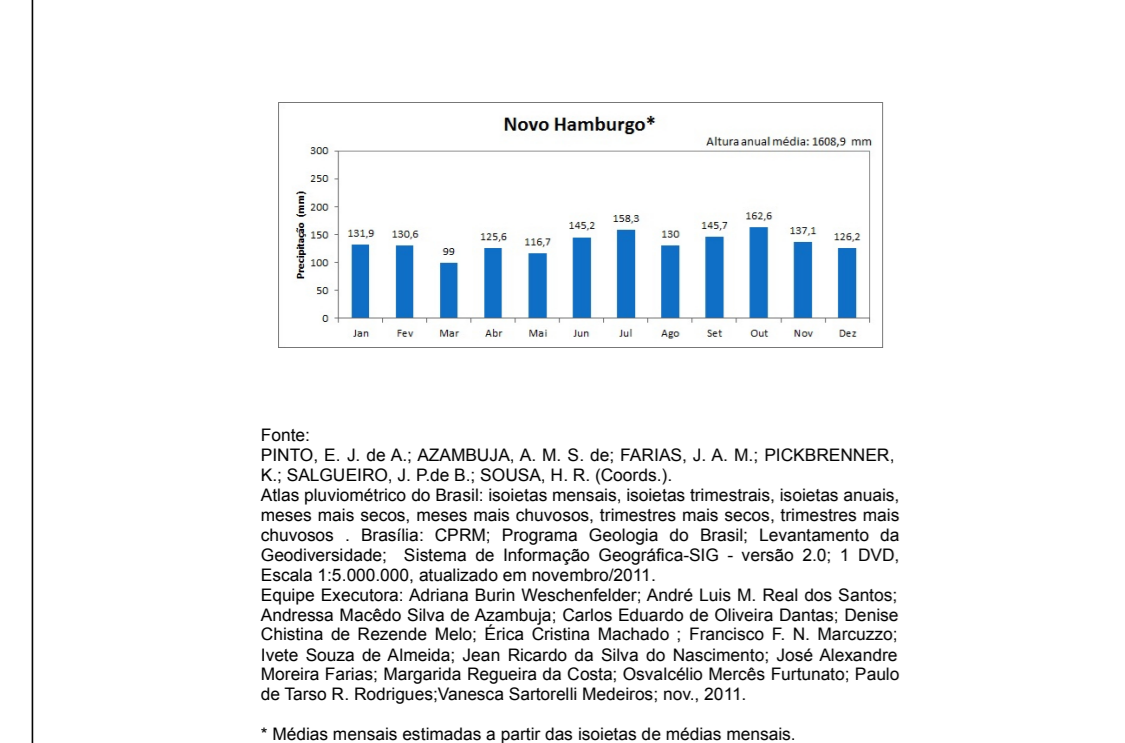 Novo Hamburgo*
Altura anual média: 1608,9 mm
Precipitação (mm)
300
250
200
150
100
50
0
131,9 130,6 99 125,6 116,7 145,2 158,3 130 145,7 162,6 137,1 126,2
Jan Fev Mar Abr Mai Jun Jul Ago Set Out Nov Dez
Fonte:
PINTO, E. J. de A.; AZAMBUJA, A. M. S. de; FARIAS, J. A. M.; PICKBRENNER,
K.; SALGUEIRO, J. P.de B.; SOUSA, H. R. (Coords.).
Atlas pluviométrico do Brasil: isoietas mensais, isoietas trimestrais, isoietas anuais,
meses mais secos, meses mais chuvosos, trimestres mais secos, trimestres mais
chuvosos . Brasília: CPRM; Programa Geologia do Brasil; Levantamento da
Geodiversidade; Sistema de Informação Geográfica-SIG - versão 2.0; 1 DVD,
Escala 1:5.000.000, atualizado em novembro/2011.
Equipe Executora: Adriana Burin Weschenfelder; André Luis M. Real dos Santos;
Andressa Macêdo Silva de Azambuja; Carlos Eduardo de Oliveira Dantas; Denise
Chistina de Rezende Melo; Érica Cristina Machado ; Francisco F. N. Marcuzzo;
Ivete Souza de Almeida; Jean Ricardo da Silva do Nascimento; José Alexandre
Moreira Farias; Margarida Regueira da Costa; Osvalcélio Mercês Furtunato; Paulo
de Tarso R. Rodrigues;Vanesca Sartorelli Medeiros; nov., 2011.
* Médias mensais estimadas a partir das isoietas de médias mensais.